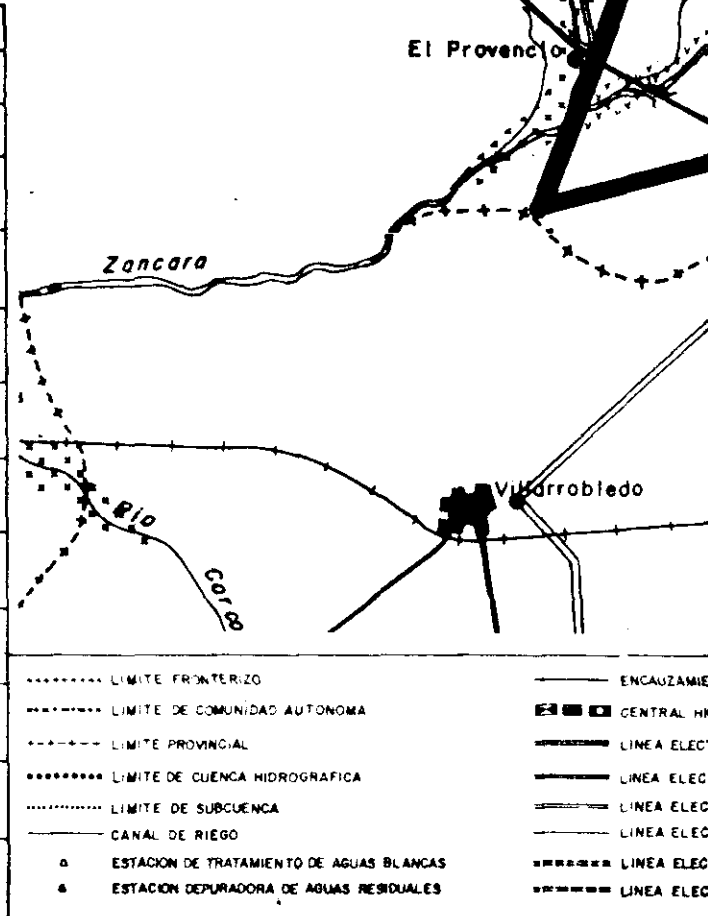 El Provencio
Zancara
Villarrobledo
Rio
LIMITE FRONTERIZO
LIMITE DE COMUNIDAD AUTONOMA
LIMITE PROVINCIAL
LIMITE DE CUENCA HIDROGRAFICA
LIMITE DE SUBCUENCA
CANAL DE RIEGO
ESTACION DE TRATAMIENTO DE AGUAS BLANCAS
ESTACION DEPURADORA DE AGUAS RESIDUALES
ENCAUZAMIE
CENTRAL H
LINEA ELECT
LINEA ELEC
LINEA ELEC
LINEA ELEC
LINEA ELEC
LINEA ELEC